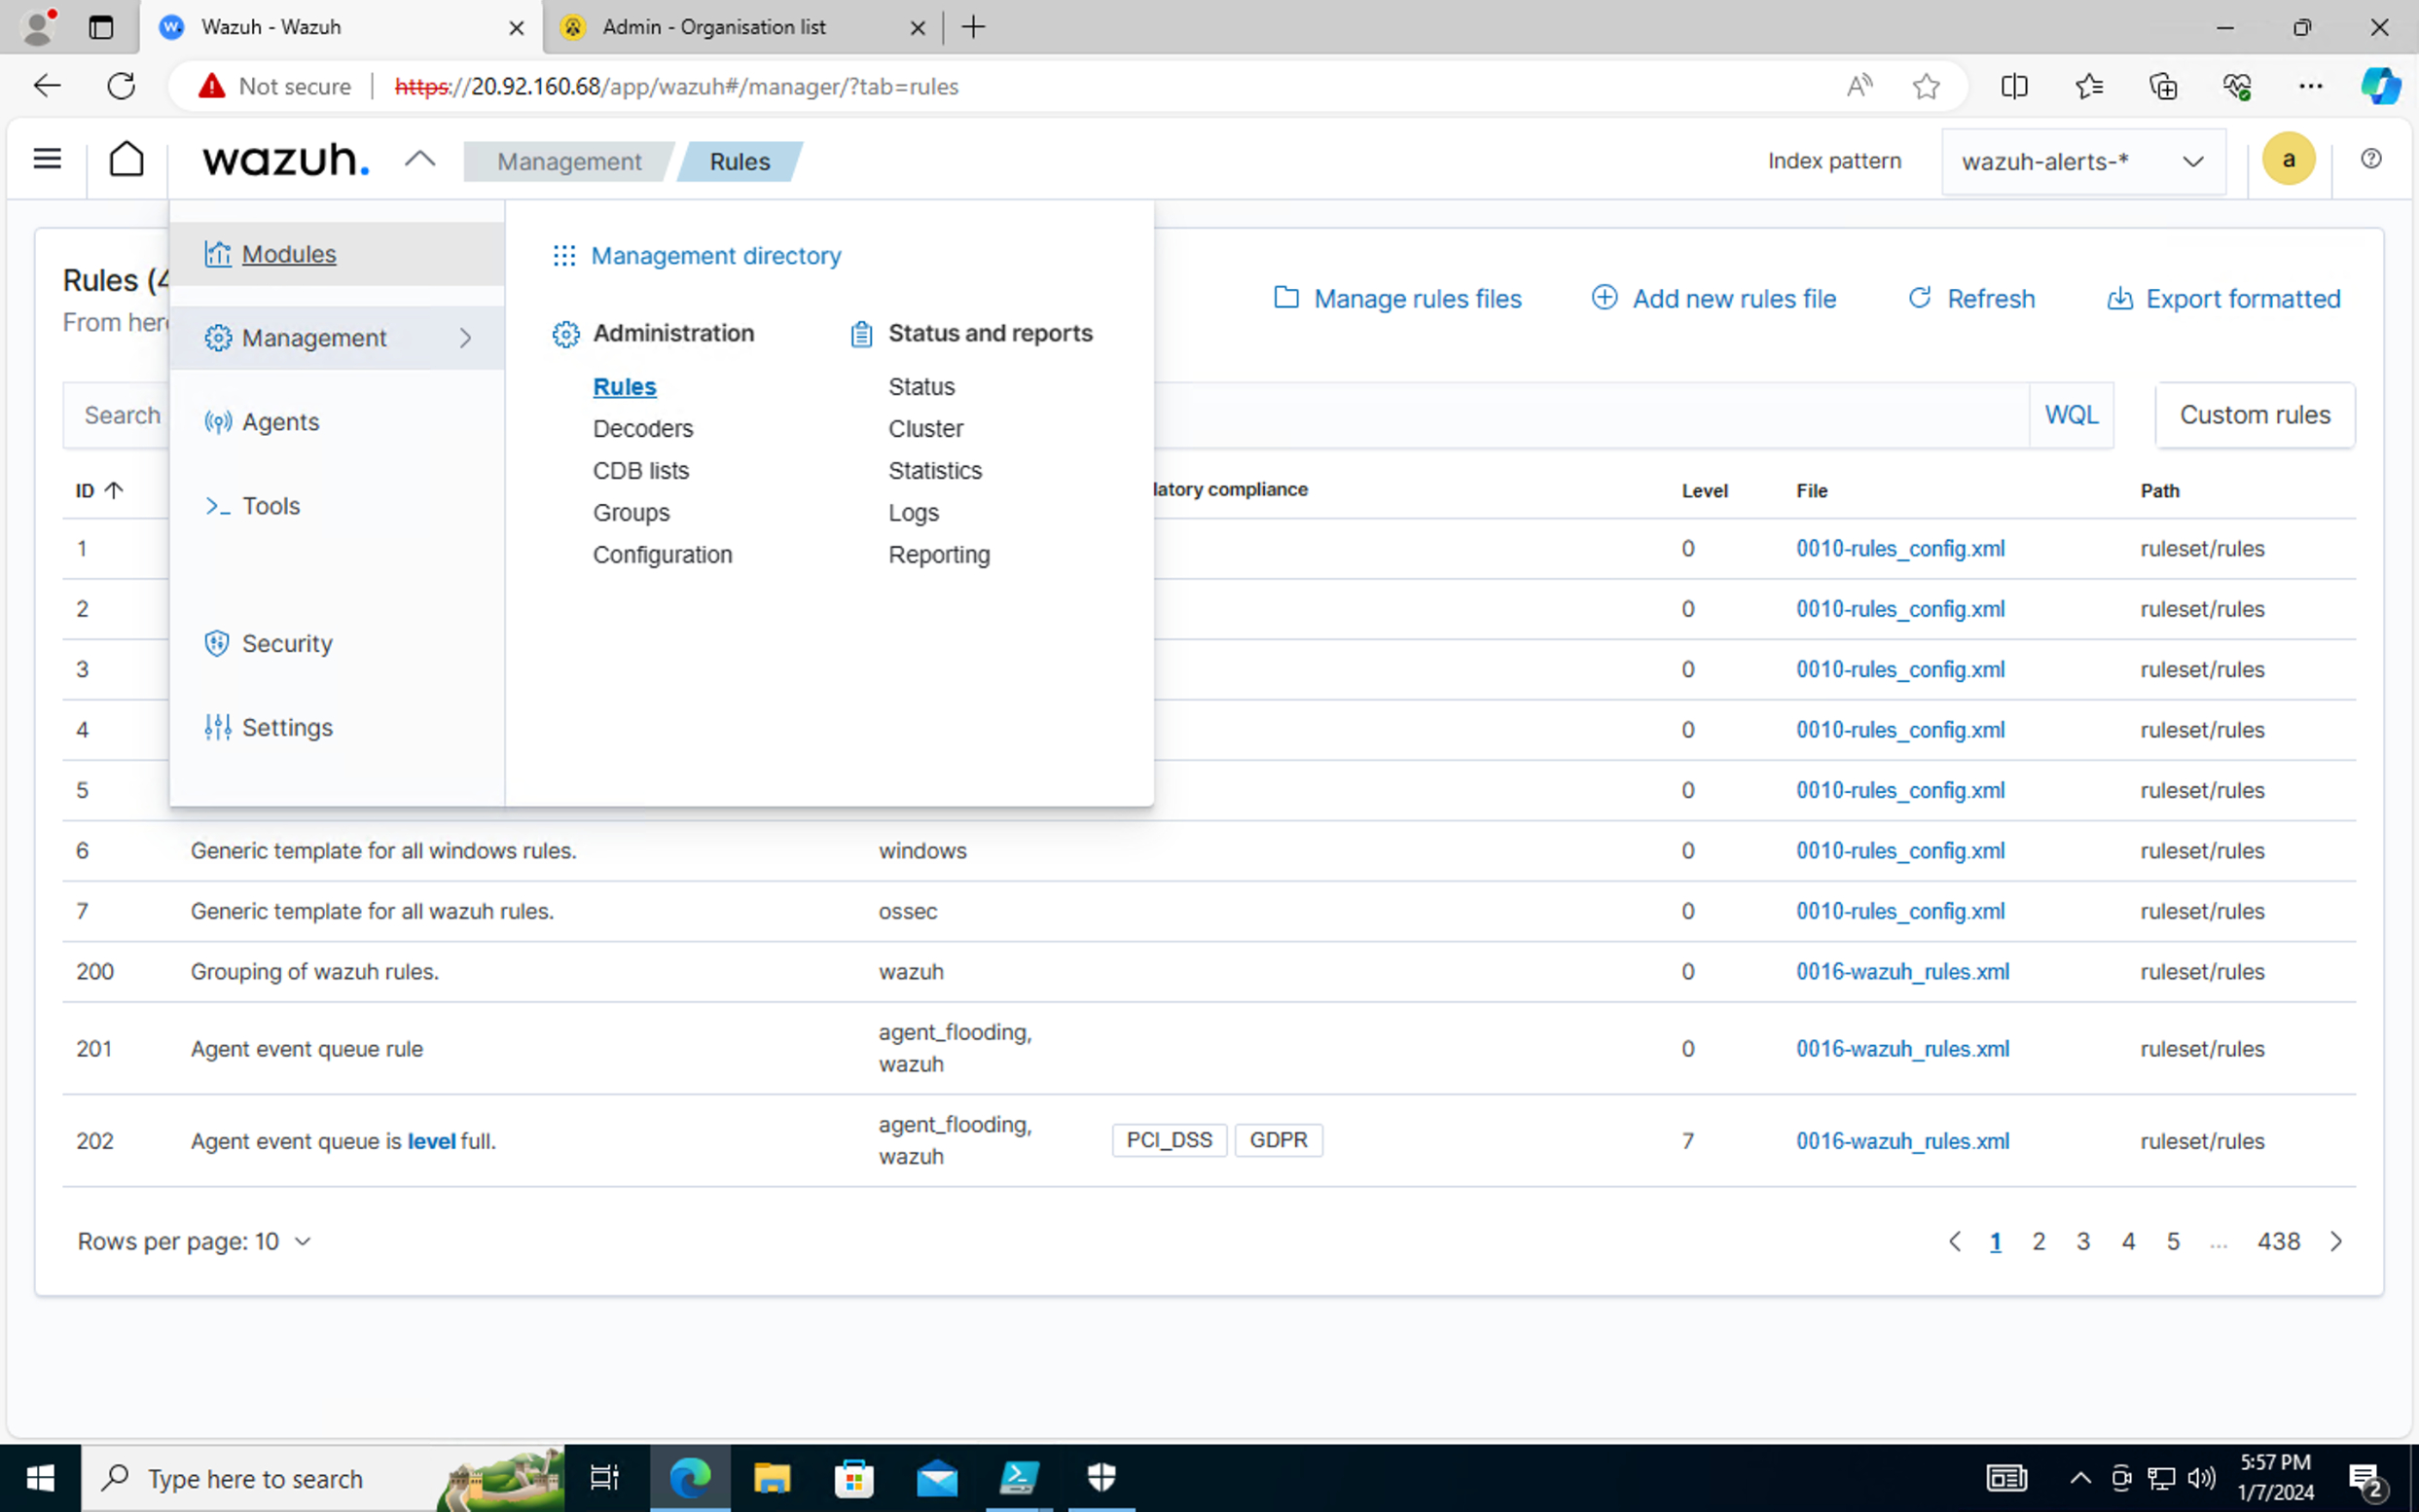 Wazuh - Wazuh
Admin - Organisation list
Not secure
https://20.92.160.68/app/wazuh#/manager/?tab=rules
wazuh.
Management
Rules
Index pattern
wazuh-alerts-*
a
Modules
Management
Agents
Tools
Security
Settings
Management directory
Administration
Rules
Decoders
CDB lists
Groups
Configuration
Status and reports
Status
Cluster
Statistics
Logs
Reporting
Rules (4
From here
Manage rules files
Add new rules file
Refresh
Export formatted
Search
WQL
Custom rules
ID
latory compliance
Level
File
Path
1 0 0010-rules_config.xml ruleset/rules
2 0 0010-rules_config.xml ruleset/rules
3 0 0010-rules_config.xml ruleset/rules
4 0 0010-rules_config.xml ruleset/rules
5 0 0010-rules_config.xml ruleset/rules
6 Generic template for all windows rules. windows 0 0010-rules_config.xml ruleset/rules
7 Generic template for all wazuh rules. ossec 0 0010-rules_config.xml ruleset/rules
200 Grouping of wazuh rules. wazuh 0 0016-wazuh_rules.xml ruleset/rules
201 Agent event queue rule agent_flooding, wazuh 0 0016-wazuh_rules.xml ruleset/rules
202 Agent event queue is level full. agent_flooding, wazuh PCI_DSS GDPR 7 0016-wazuh_rules.xml ruleset/rules
Rows per page: 10
1 2 3 4 5 ... 438
Type here to search
5:57 PM
1/7/2024
2